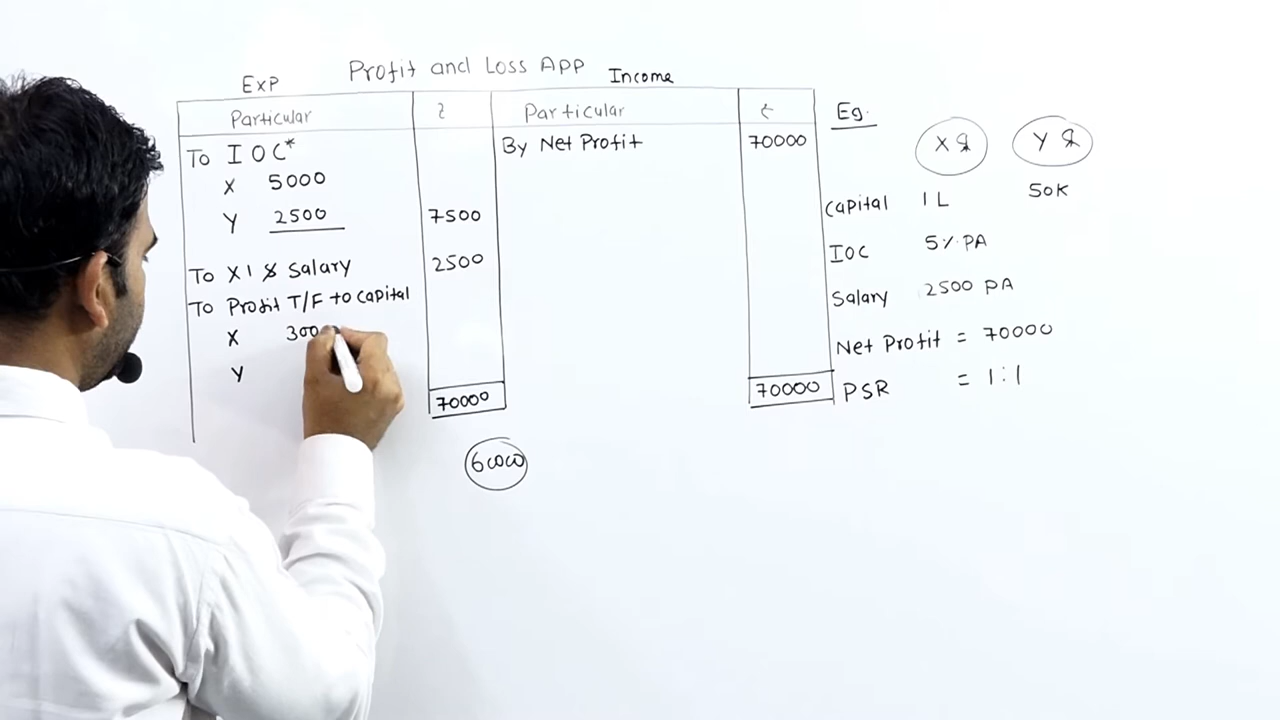 Profit and Loss App
Exp
Income
Particular ₹ Particular ₹
To IOC*
X 5000
Y 2500 7500
To X's Salary 2500
To Profit T/F to Capital
X 300
Y
70000
60000
By Net Profit 70000
70000
Eg.
X Y
Capital 1L 50K
IOC 5% PA
Salary 2500 PA
Net Profit = 70000
PSR = 1:1